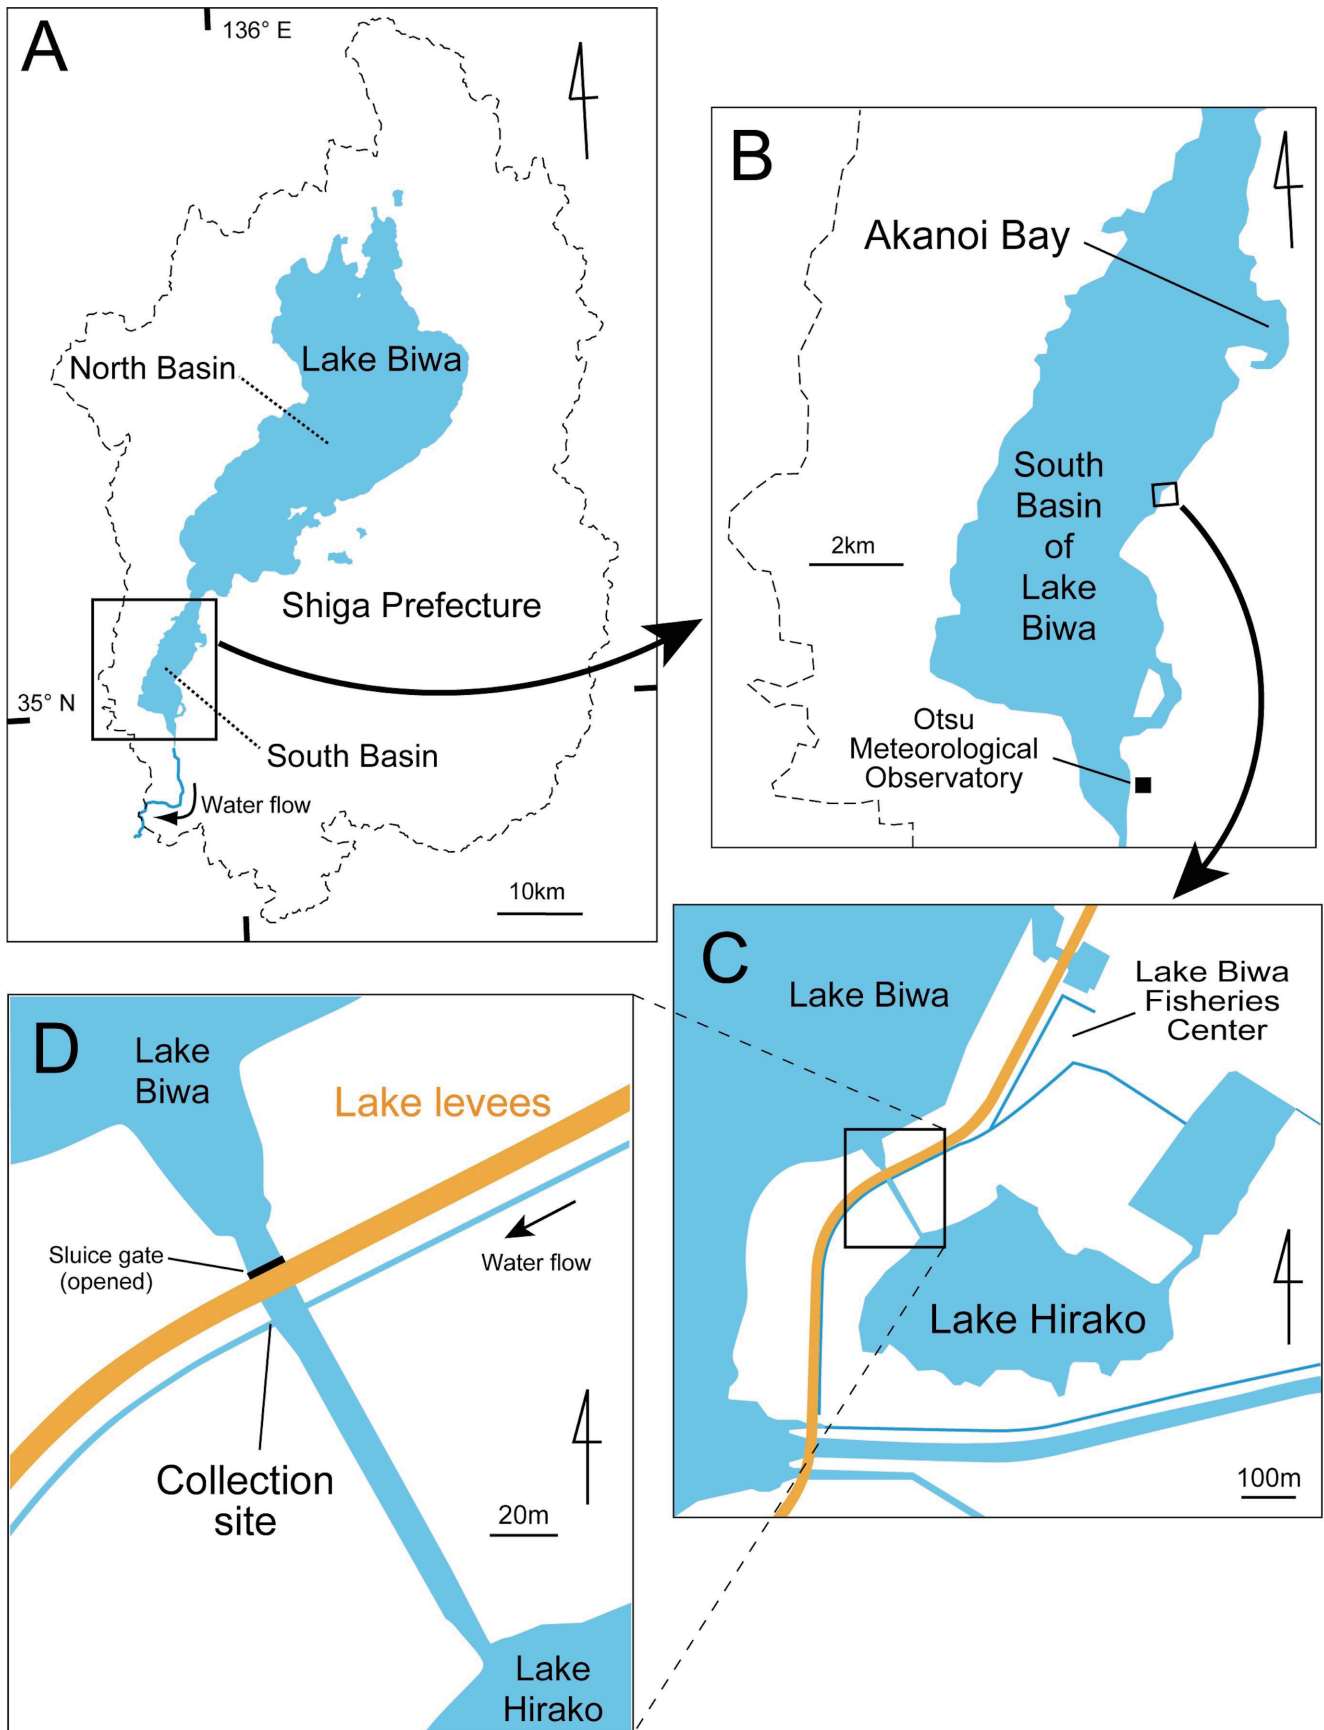 A
136° E
North Basin
Lake Biwa
Shiga Prefecture
35° N
South Basin
Water flow
10km
B
Akanoi Bay
South
Basin
of
Lake
Biwa
2km
Otsu
Meteorological
Observatory
C
Lake Biwa
Lake Biwa
Fisheries
Center
Lake Hirako
100m
D
Lake
Biwa
Lake levees
Sluice gate
(opened)
Water flow
Collection
site
20m
Lake
Hirako